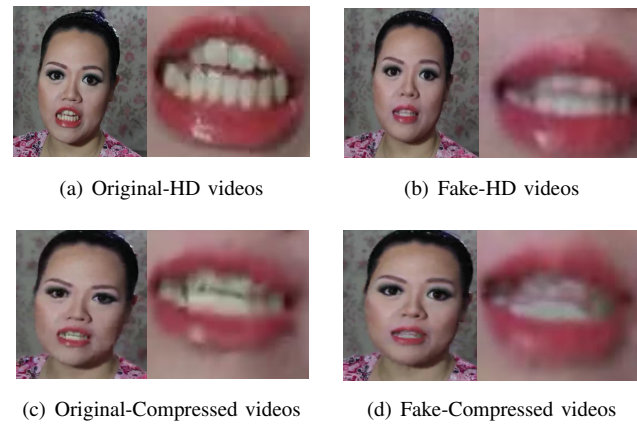 (a) Original-HD videos
(b) Fake-HD videos
(c) Original-Compressed videos
(d) Fake-Compressed videos